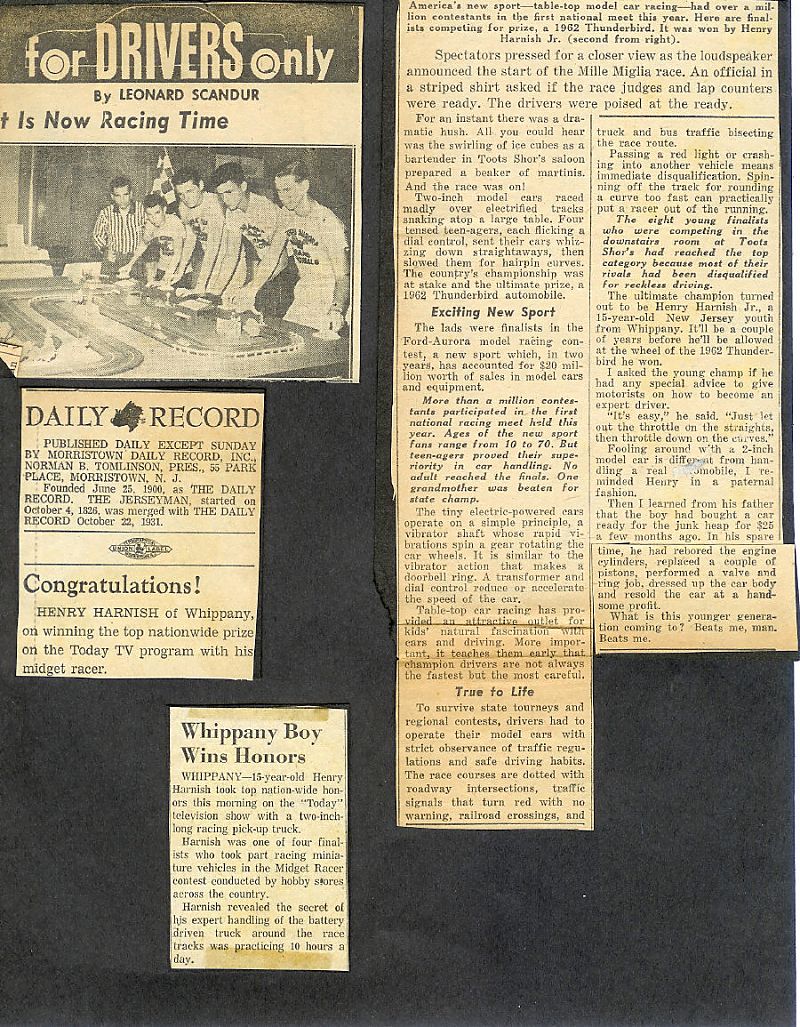 for DRIVERS only
By LEONARD SCANDUR
t Is Now Racing Time
America's new sport—table-top model car racing—had over a mil-
lion contestants in the first national meet this year. Here are final-
ists competing for prize, a 1962 Thunderbird. It was won by Henry
Harnish Jr. (second from right).
Spectators pressed for a closer view as the loudspeaker
announced the start of the Mille Miglia race. An official in
a striped shirt asked if the race judges and lap counters
were ready. The drivers were poised at the ready.
For an instant there was a dra-
matic hush. All you could hear
was the swirling of ice cubes as a
bartender in Toots Shor's saloon
prepared a beaker of martinis.
And the race was on!
Two-inch model cars raced
madly over electrified tracks
snaking atop a large table. Four
tensed teen-agers, each flicking a
dial control, sent their cars whiz-
zing down straightaways, then
slowed them for hairpin curves.
The country's championship was
at stake and the ultimate prize, a
1962 Thunderbird automobile.
Exciting New Sport
The lads were finalists in the
Ford-Aurora model racing con-
test, a new sport which, in two
years, has accounted for $20 mil-
lion worth of sales in model cars
and equipment.
More than a million contes-
tants participated in the first
national racing meet held this
year. Ages of the new sport
fans range from 10 to 70. But
teen-agers proved their supe-
riority in car handling. No
adult reached the finals. One
grandmother was beaten for
state champ.
The tiny electric-powered cars
operate on a simple principle, a
vibrator shaft whose rapid vi-
brations spin a gear rotating the
car wheels. It is similar to the
vibrator action that makes a
doorbell ring. A transformer and
dial control reduce or accelerate
the speed of the car.
Table-top car racing has pro-
vided an attractive outlet for
kids' natural fascination with
cars and driving. More impor-
tant, it teaches them early that
champion drivers are not always
the fastest but the most careful.
True to Life
To survive state tourneys and
regional contests, drivers had to
operate their model cars with
strict observance of traffic regu-
lations and safe driving habits.
The race courses are dotted with
roadway intersections, traffic
signals that turn red with no
warning, railroad crossings, and
truck and bus traffic bisecting
the race route.
Passing a red light or crash-
ing into another vehicle means
immediate disqualification. Spin-
ning off the track for rounding
a curve too fast can practically
put a racer out of the running.
The eight young finalists
who were competing in the
downstairs room at Toots
Shor's had reached the top
category because most of their
rivals had been disqualified
for reckless driving.
The ultimate champion turned
out to be Henry Harnish Jr., a
15-year-old New Jersey youth
from Whippany. It'll be a couple
of years before he'll be allowed
at the wheel of the 1962 Thunder-
bird he won.
I asked the young champ if he
had any special advice to give
motorists on how to become an
expert driver.
"It's easy," he said. "Just let
out the throttle on the straights,
then throttle down on the curves."
Fooling around with a 2-inch
model car is different from han-
dling a real omobile, I re-
minded Henry in a paternal
fashion.
Then I learned from his father
that the boy had bought a car
ready for the junk heap for $25
a few months ago. In his spare
time, he had rebored the engine
cylinders, replaced a couple of
pistons, performed a valve and
ring job, dressed up the car body
and resold the car at a hand-
some profit.
What is this younger genera-
tion coming to? Beats me, man.
Beats me.
DAILY RECORD
PUBLISHED DAILY EXCEPT SUNDAY
BY MORRISTOWN DAILY RECORD, INC.,
NORMAN B. TOMLINSON, PRES., 55 PARK
PLACE, MORRISTOWN, N. J.
Founded June 25, 1900, as THE DAILY
RECORD. THE JERSEYMAN, started on
October 4, 1826, was merged with THE DAILY
RECORD October 22, 1931.
UNION LABEL
Congratulations!
HENRY HARNISH of Whippany,
on winning the top nationwide prize
on the Today TV program with his
midget racer.
Whippany Boy
Wins Honors
WHIPPANY—15-year-old Henry
Harnish took top nation-wide hon-
ors this morning on the "Today"
television show with a two-inch-
long racing pick-up truck.
Harnish was one of four final-
ists who took part racing minia-
ture vehicles in the Midget Racer
contest conducted by hobby stores
across the country.
Harnish revealed the secret of
his expert handling of the battery
driven truck around the race
tracks was practicing 10 hours a
day.